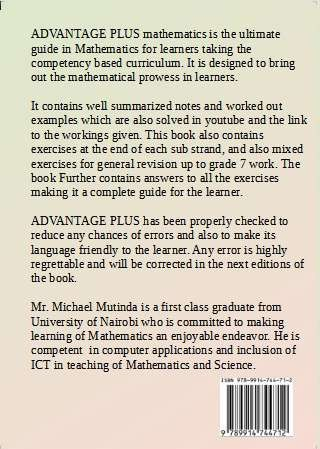 ADVANTAGE PLUS mathematics is the ultimate
guide in Mathematics for learners taking the
competency based curriculum. It is designed to bring
out the mathematical prowess in learners.
It contains well summarized notes and worked out
examples which are also solved in youtube and the link
to the workings given. This book also contains
exercises at the end of each sub strand, and also mixed
exercises for general revision up to grade 7 work. The
book Further contains answers to all the exercises
making it a complete guide for the learner.
ADVANTAGE PLUS has been properly checked to
reduce any chances of errors and also to make its
language friendly to the learner. Any error is highly
regrettable and will be corrected in the next editions of
the book.
Mr. Michael Mutinda is a first class graduate from
University of Nairobi who is committed to making
learning of Mathematics an enjoyable endeavor. He is
competent in computer applications and inclusion of
ICT in teaching of Mathematics and Science.
ISBN 978-9914-744-71-2
9 789914 744712